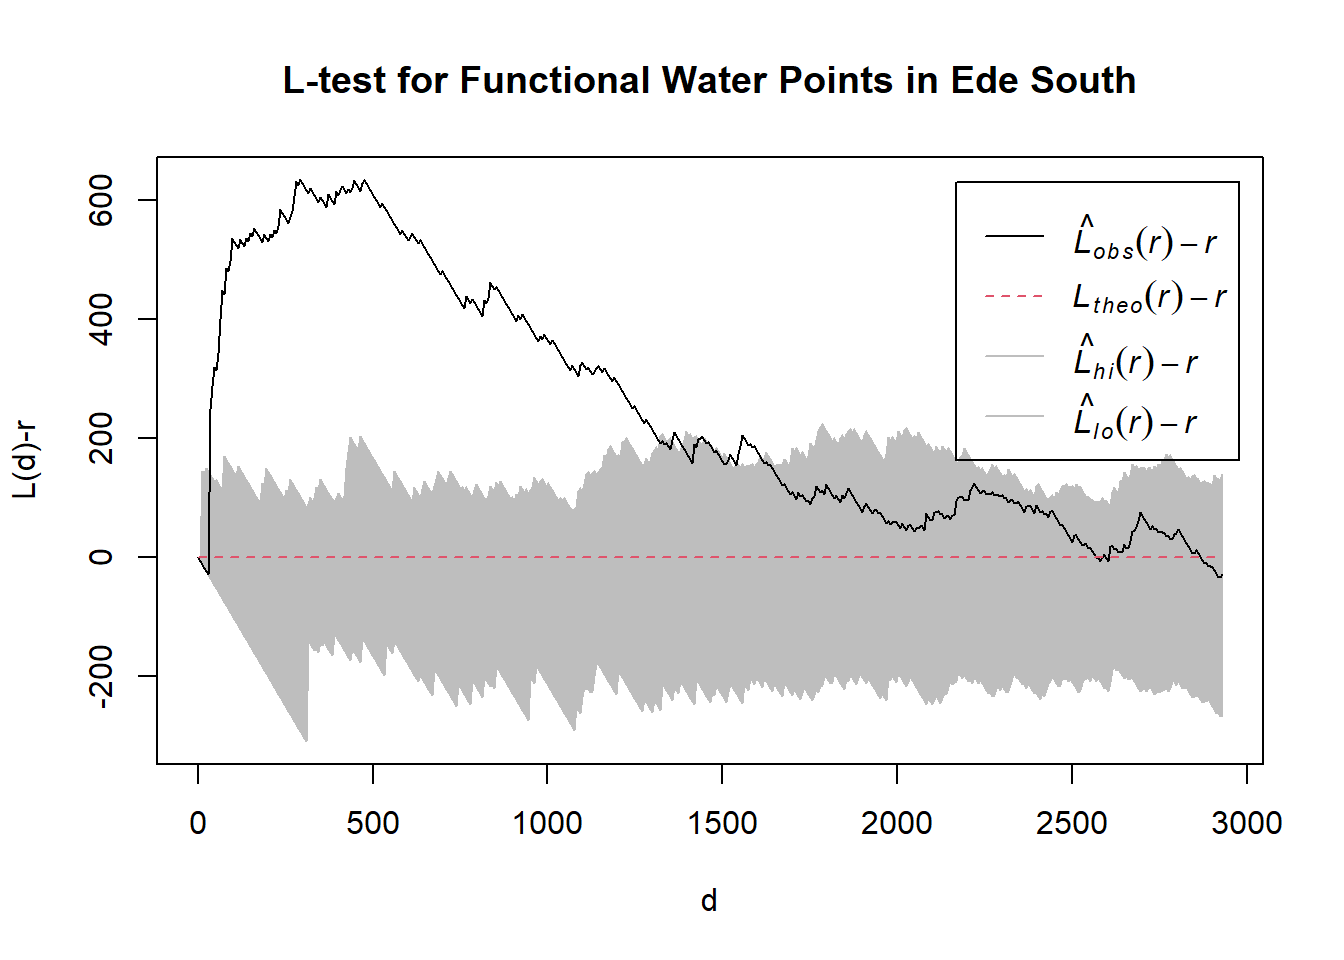 L-test for Functional Water Points in Ede South
L(d)-r
600
400
200
0
-200
L̂obs(r) – r
Ltheo(r) – r
L̂hi(r) – r
L̂lo(r) – r
0 500 1000 1500 2000 2500 3000
d